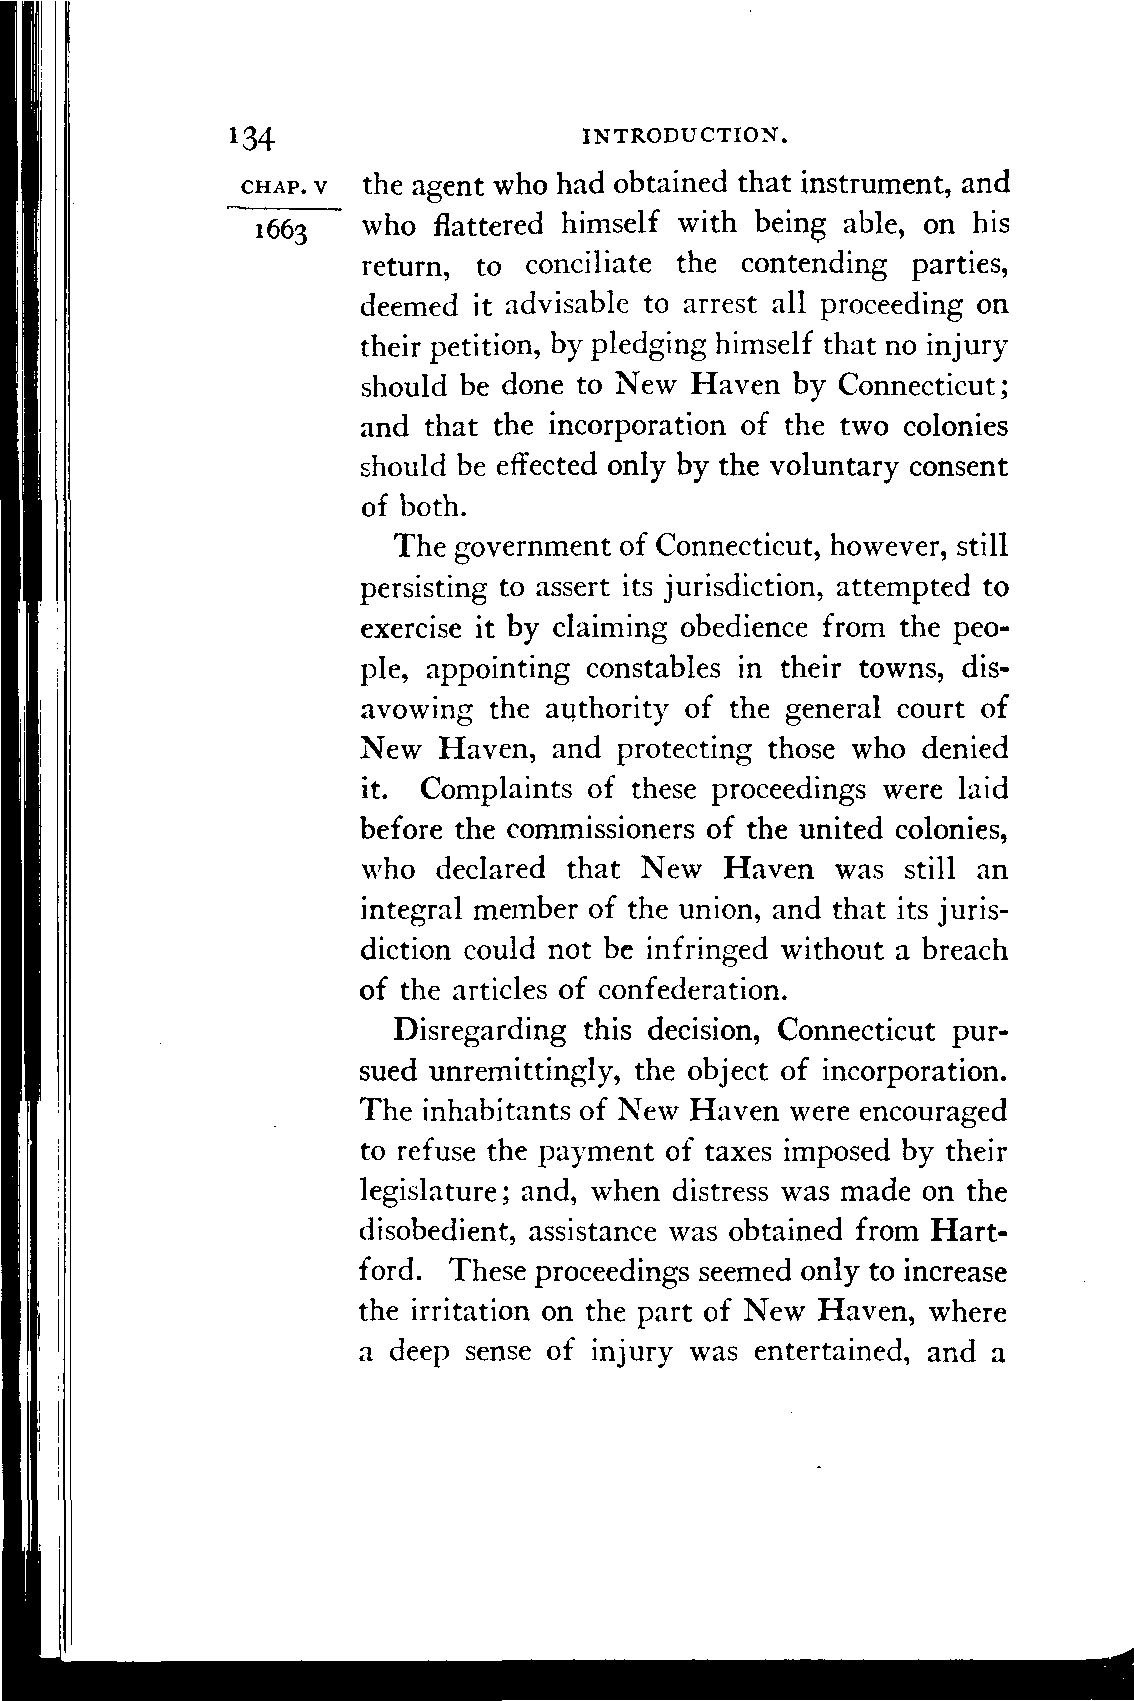 134 INTRODUCTION.
CHAP. V
1663
the agent who had obtained that instrument, and
who flattered himself with being able, on his
return, to conciliate the contending parties,
deemed it advisable to arrest all proceeding on
their petition, by pledging himself that no injury
should be done to New Haven by Connecticut;
and that the incorporation of the two colonies
should be effected only by the voluntary consent
of both.
The government of Connecticut, however, still
persisting to assert its jurisdiction, attempted to
exercise it by claiming obedience from the peo-
ple, appointing constables in their towns, dis-
avowing the authority of the general court of
New Haven, and protecting those who denied
it. Complaints of these proceedings were laid
before the commissioners of the united colonies,
who declared that New Haven was still an
integral member of the union, and that its juris-
diction could not be infringed without a breach
of the articles of confederation.
Disregarding this decision, Connecticut pur-
sued unremittingly, the object of incorporation.
The inhabitants of New Haven were encouraged
to refuse the payment of taxes imposed by their
legislature; and, when distress was made on the
disobedient, assistance was obtained from Hart-
ford. These proceedings seemed only to increase
the irritation on the part of New Haven, where
a deep sense of injury was entertained, and a